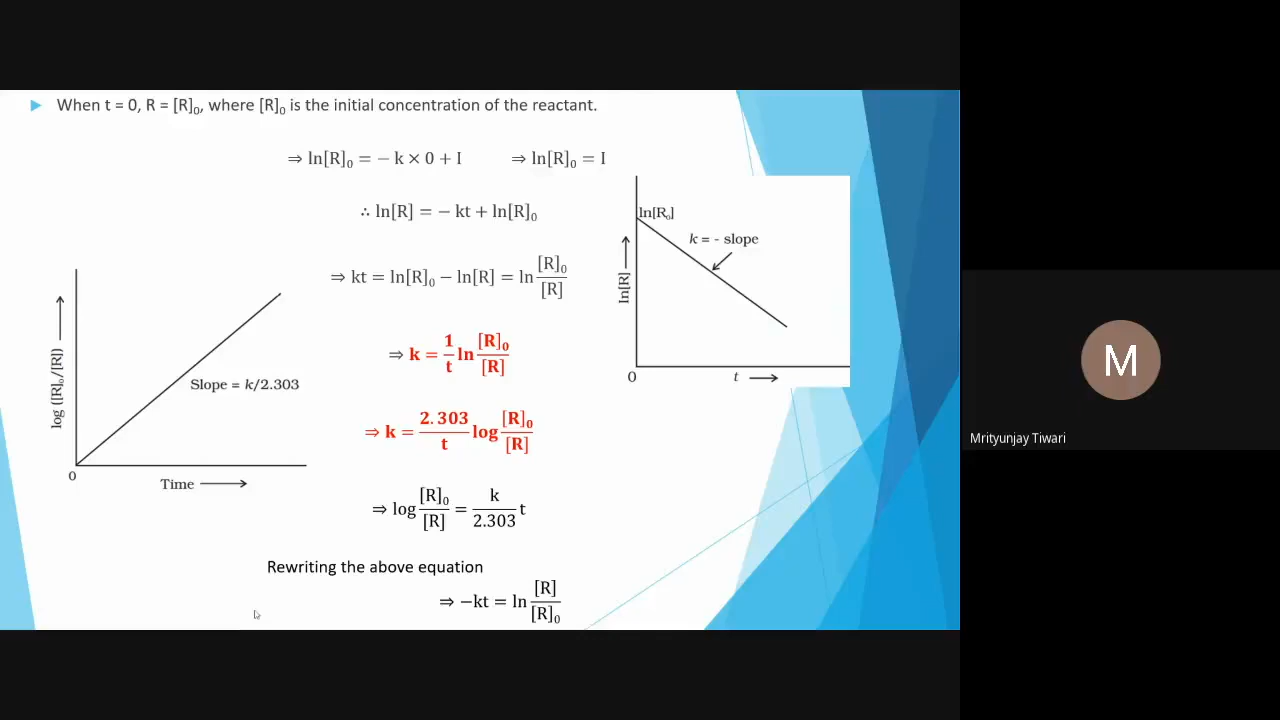 When t = 0, R = [R]₀, where [R]₀ is the initial concentration of the reactant.
⇒ ln[R]₀ = − k × 0 + I ⇒ ln[R]₀ = I
∴ ln[R] = − kt + ln[R]₀
⇒ kt = ln[R]₀ − ln[R] = ln [R]₀/[R]
⇒ k = 1/t ln [R]₀/[R]
⇒ k = 2.303/t log [R]₀/[R]
⇒ log [R]₀/[R] = k/2.303 t
Rewriting the above equation
⇒ −kt = ln [R]/[R]₀
log ([R]₀/[R])
Slope = k/2.303
0
Time
ln[R₀]
k = - slope
ln[R]
0
t
M
Mrityunjay Tiwari